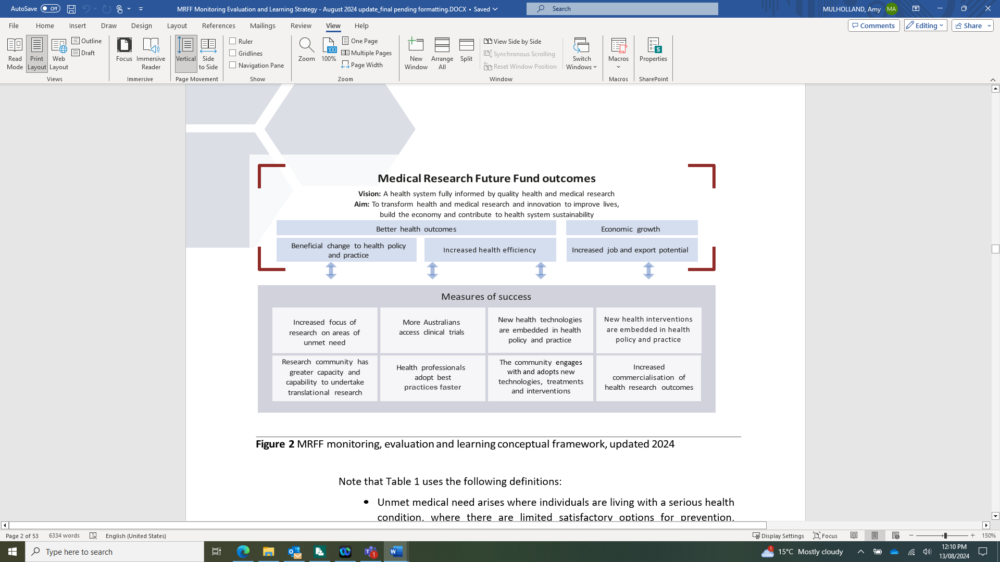 AutoSave Off MRFF Monitoring Evaluation and Learning Strategy - August 2024 update_final pending formatting.DOCX • Saved Search MULHOLLAND, Amy MA
File Home Insert Draw Design Layout References Mailings Review View Help Comments Editing Share
Read Mode
Print Layout
Web Layout
Outline
Draft
Views
Focus
Immersive Reader
Immersive
Vertical
Side to Side
Page Movement
Ruler
Gridlines
Navigation Pane
Show
Zoom
100
100%
One Page
Multiple Pages
Page Width
Zoom
New Window
Arrange All
Split
View Side by Side
Synchronous Scrolling
Reset Window Position
Switch Windows
Window
Macros
Macros
S
Properties
SharePoint
Medical Research Future Fund outcomes
Vision: A health system fully informed by quality health and medical research
Aim: To transform health and medical research and innovation to improve lives,
build the economy and contribute to health system sustainability
Better health outcomes
Economic growth
Beneficial change to health policy
and practice
Increased health efficiency
Increased job and export potential
Measures of success
Increased focus of
research on areas of
unmet need
More Australians
access clinical trials
New health technologies
are embedded in health
policy and practice
New health interventions
are embedded in health
policy and practice
Research community has
greater capacity and
capability to undertake
translational research
Health professionals
adopt best
practices faster
The community engages
with and adopts new
technologies, treatments
and interventions
Increased
commercialisation of
health research outcomes
Figure 2 MRFF monitoring, evaluation and learning conceptual framework, updated 2024
Note that Table 1 uses the following definitions:
• Unmet medical need arises where individuals are living with a serious health
condition, where there are limited satisfactory options for prevention,
Page 2 of 53 6329 words English (United States) Display Settings Focus 150%
Type here to search
1
1
15°C Mostly cloudy
12:10 PM
13/08/2024